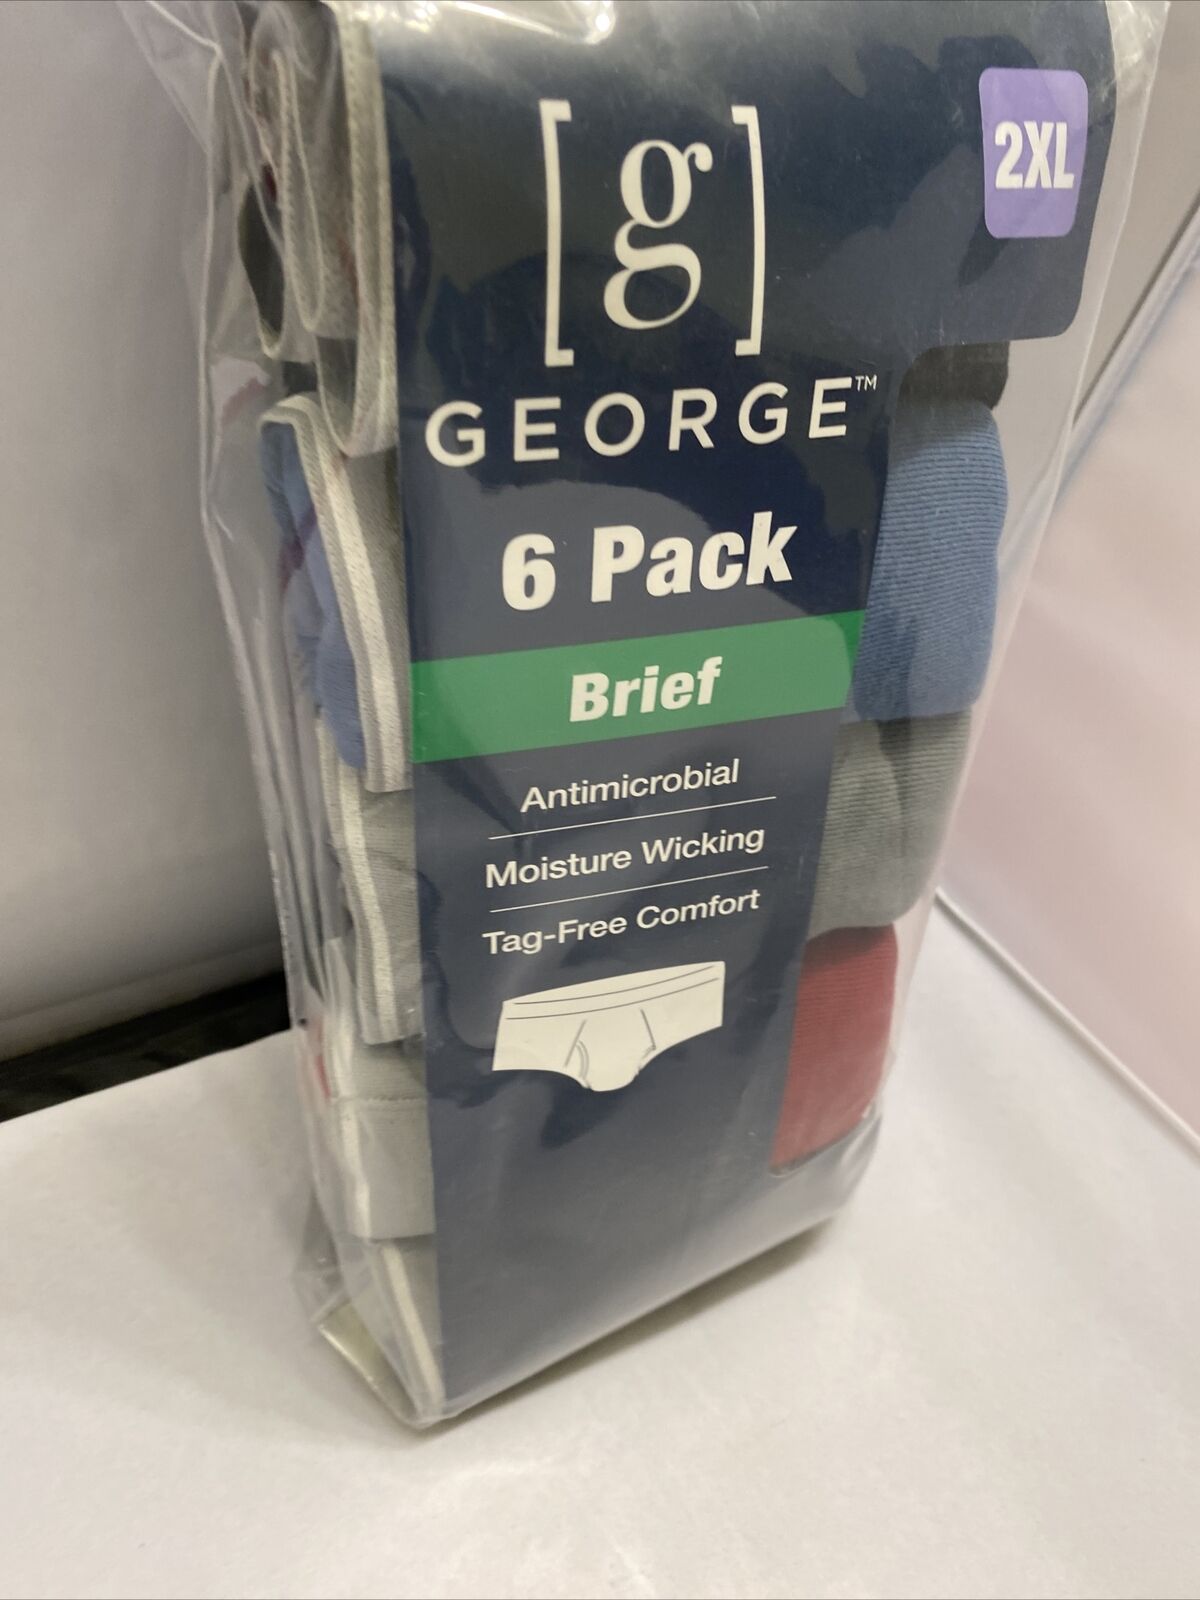 [g]
2XL
GEORGE™
6 Pack
Brief
Antimicrobial
Moisture Wicking
Tag-Free Comfort